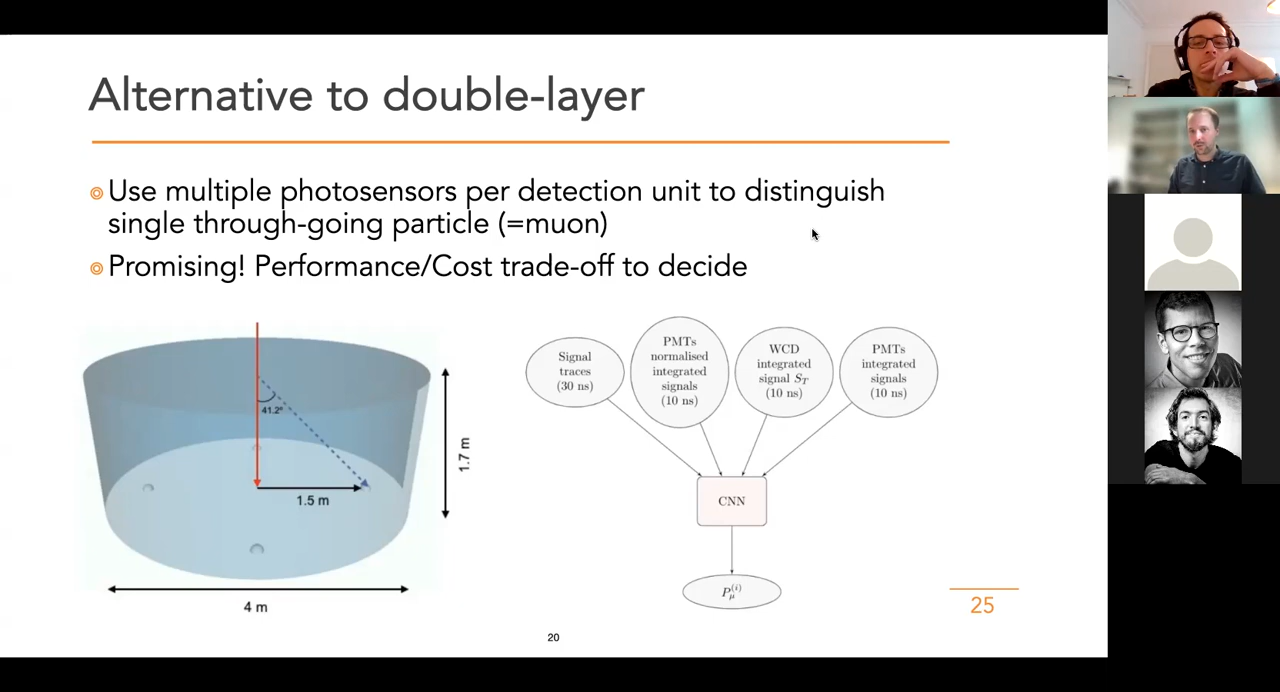 Alternative to double-layer
Use multiple photosensors per detection unit to distinguish
single through-going particle (=muon)
Promising! Performance/Cost trade-off to decide
41.2°
1.5 m
1.7 m
4 m
Signal
traces
(30 ns)
PMTs
normalised
integrated
signals
(10 ns)
WCD
integrated
signal S_T
(10 ns)
PMTs
integrated
signals
(10 ns)
CNN
P_μ^(i)
25
20